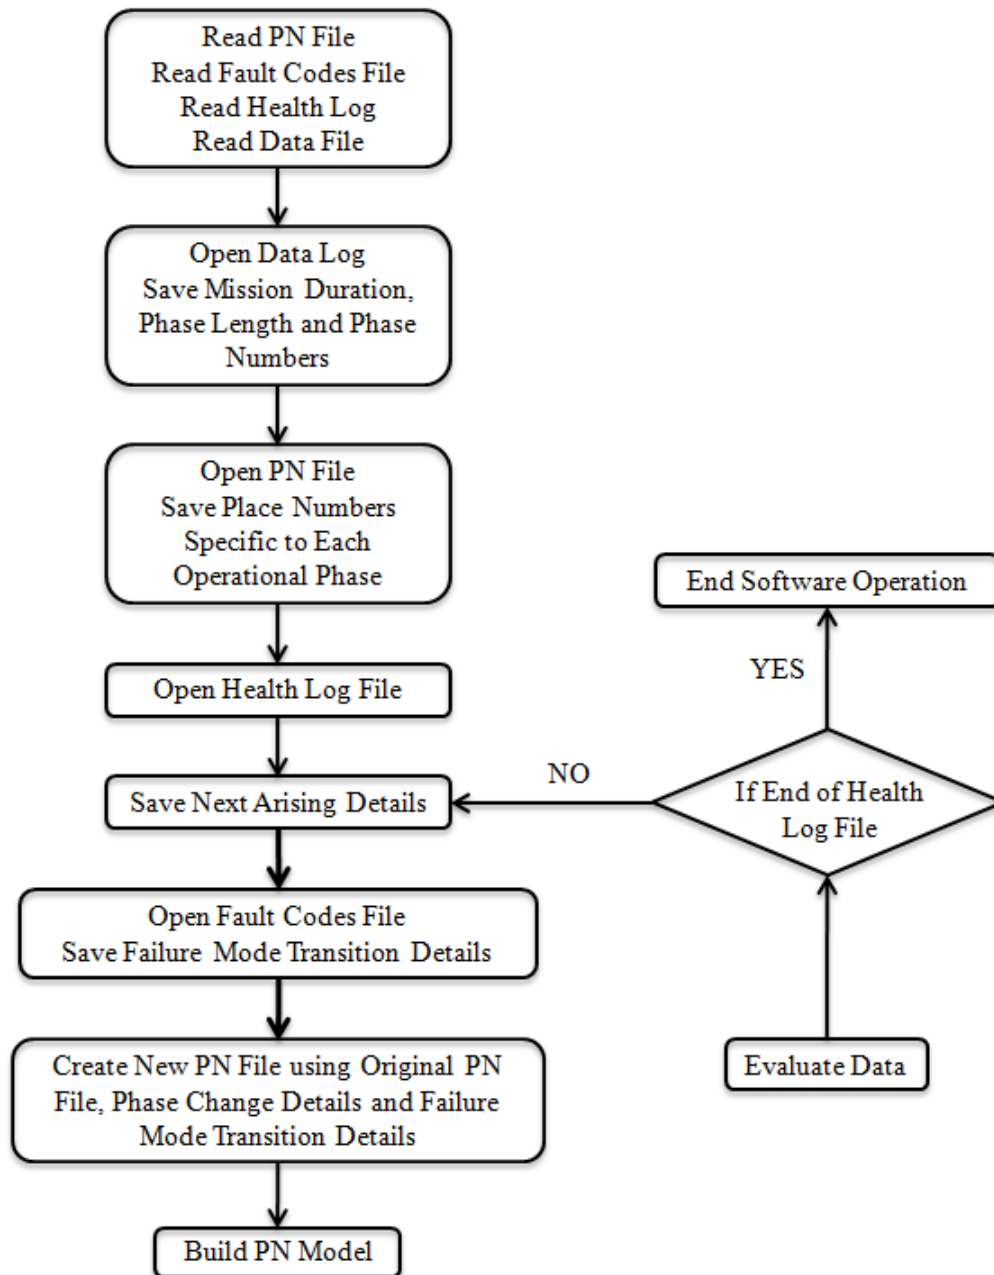 Read PN File
Read Fault Codes File
Read Health Log
Read Data File
Open Data Log
Save Mission Duration,
Phase Length and Phase
Numbers
Open PN File
Save Place Numbers
Specific to Each
Operational Phase
Open Health Log File
Save Next Arising Details
Open Fault Codes File
Save Failure Mode Transition Details
Create New PN File using Original PN
File, Phase Change Details and Failure
Mode Transition Details
Build PN Model
End Software Operation
YES
NO
If End of Health
Log File
Evaluate Data